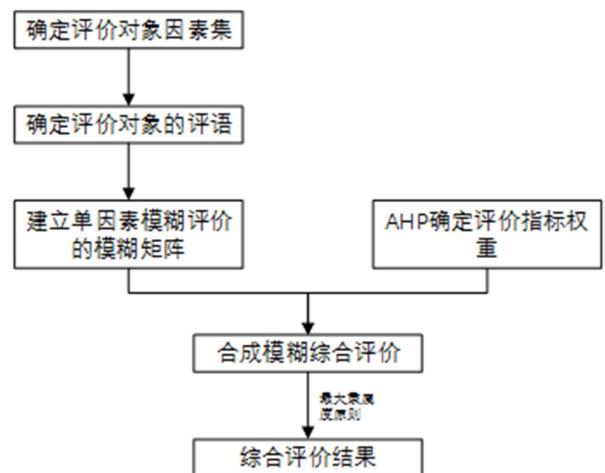 确定评价对象因素集
确定评价对象的评语
建立单因素模糊评价
的模糊矩阵
AHP确定评价指标权
重
合成模糊综合评价
最大隶属
度原则
综合评价结果